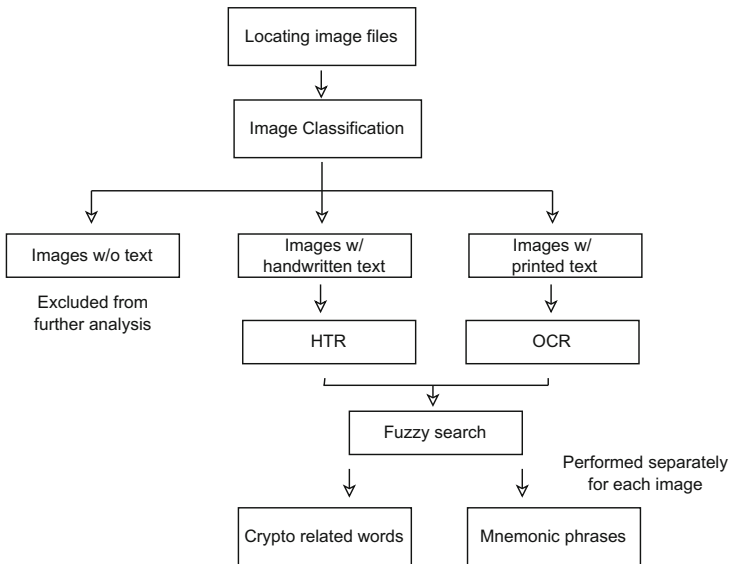 Locating image files
Image Classification
Images w/o text
Images w/
handwritten text
Images w/
printed text
Excluded from
further analysis
HTR
OCR
Fuzzy search
Performed separately
for each image
Crypto related words
Mnemonic phrases